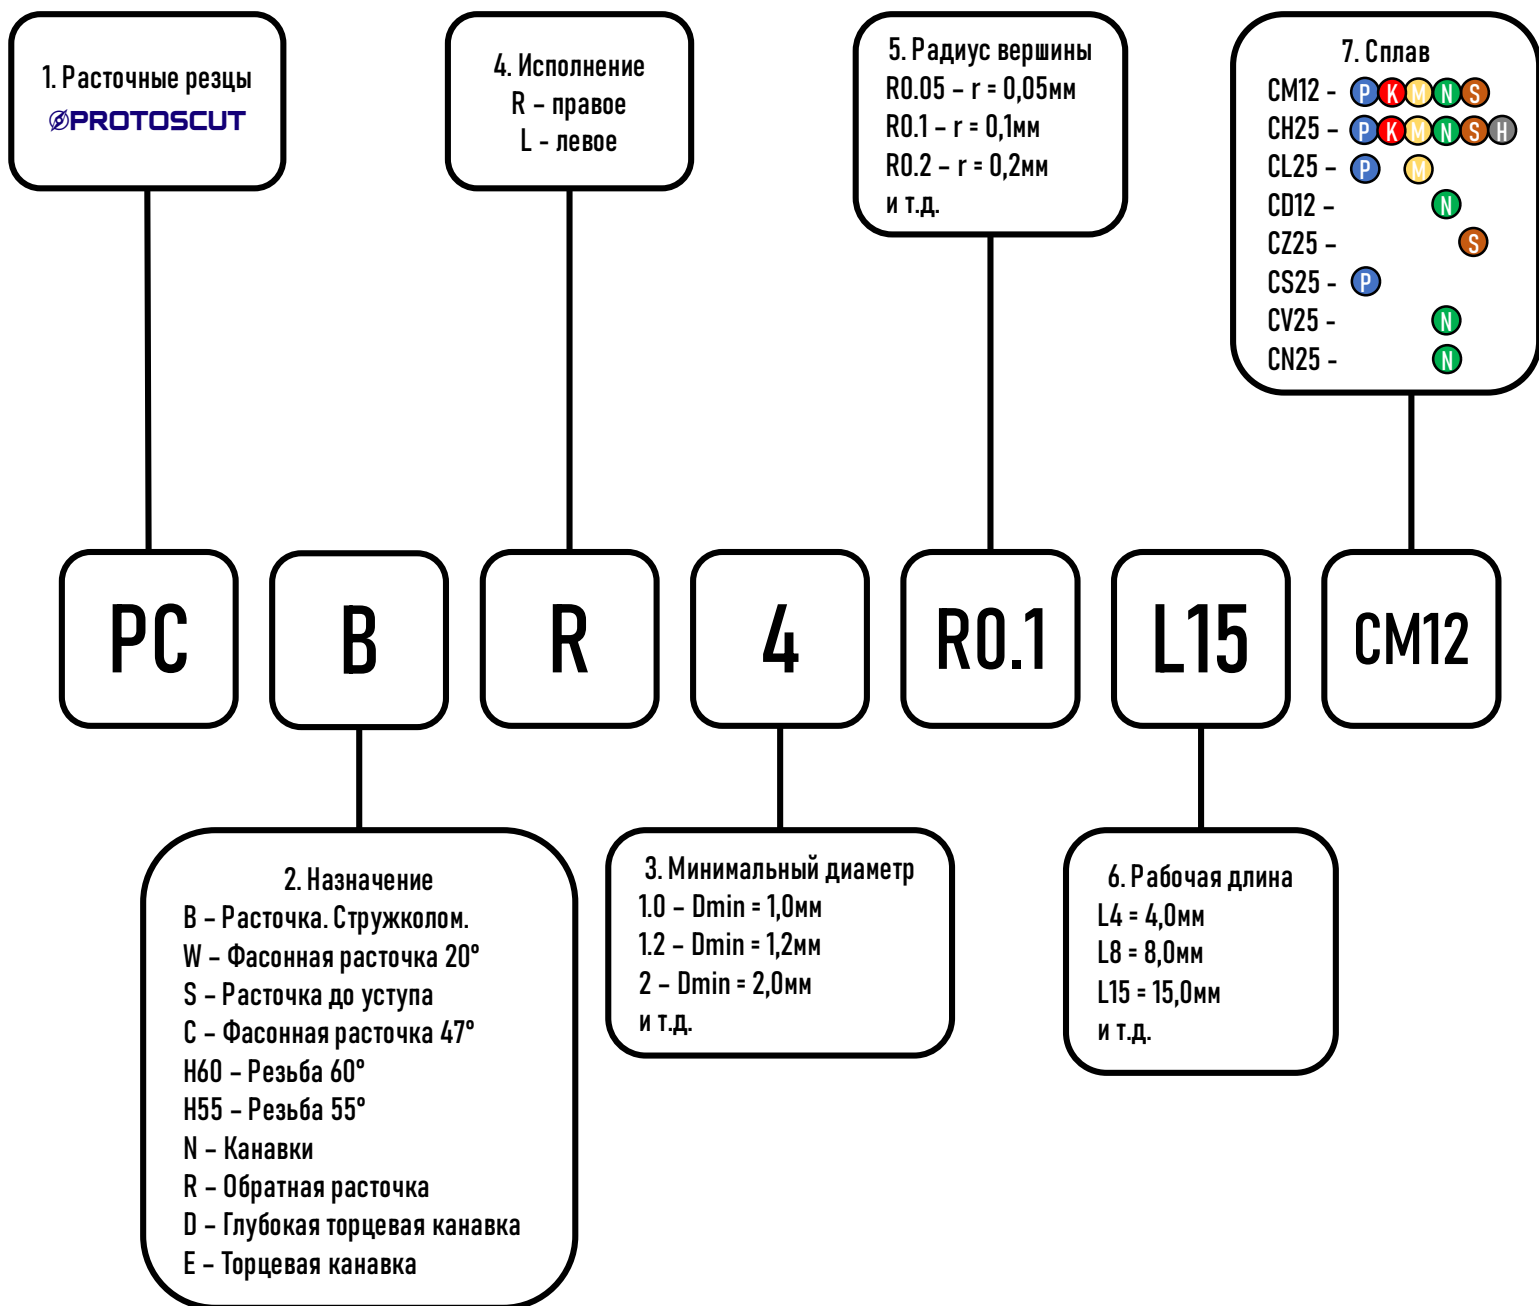 1. Расточные резцы
PROTOSCUT
4. Исполнение
R – правое
L – левое
5. Радиус вершины
R0.05 – r = 0,05мм
R0.1 – r = 0,1мм
R0.2 – r = 0,2мм
и т.д.
7. Сплав
CM12 – P K M N S
CH25 – P K M N S H
CL25 – P M
CD12 – N
CZ25 – S
CS25 – P
CV25 – N
CN25 – N
PC B R 4 R0.1 L15 CM12
2. Назначение
B – Расточка. Стружколом.
W – Фасонная расточка 20°
S – Расточка до уступа
C – Фасонная расточка 47°
H60 – Резьба 60°
H55 – Резьба 55°
N – Канавки
R – Обратная расточка
D – Глубокая торцевая канавка
E – Торцевая канавка
3. Минимальный диаметр
1.0 – Dmin = 1,0мм
1.2 – Dmin = 1,2мм
2 – Dmin = 2,0мм
и т.д.
6. Рабочая длина
L4 = 4,0мм
L8 = 8,0мм
L15 = 15,0мм
и т.д.